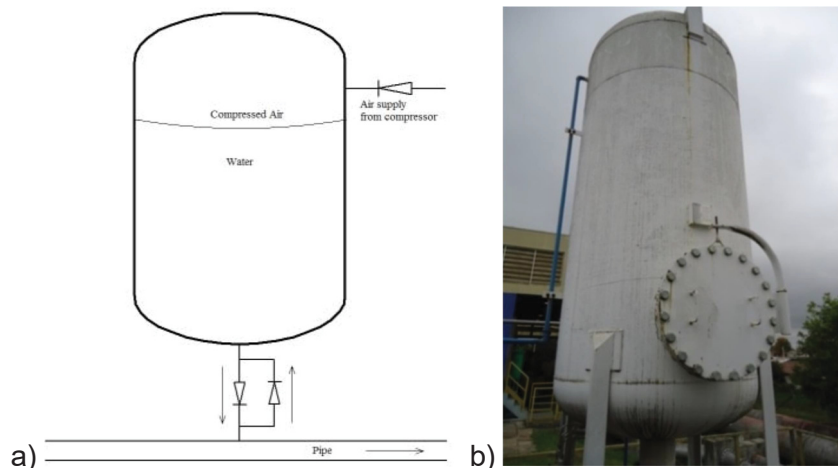 Compressed Air
Air supply
from compressor
Water
Pipe
a)
b)